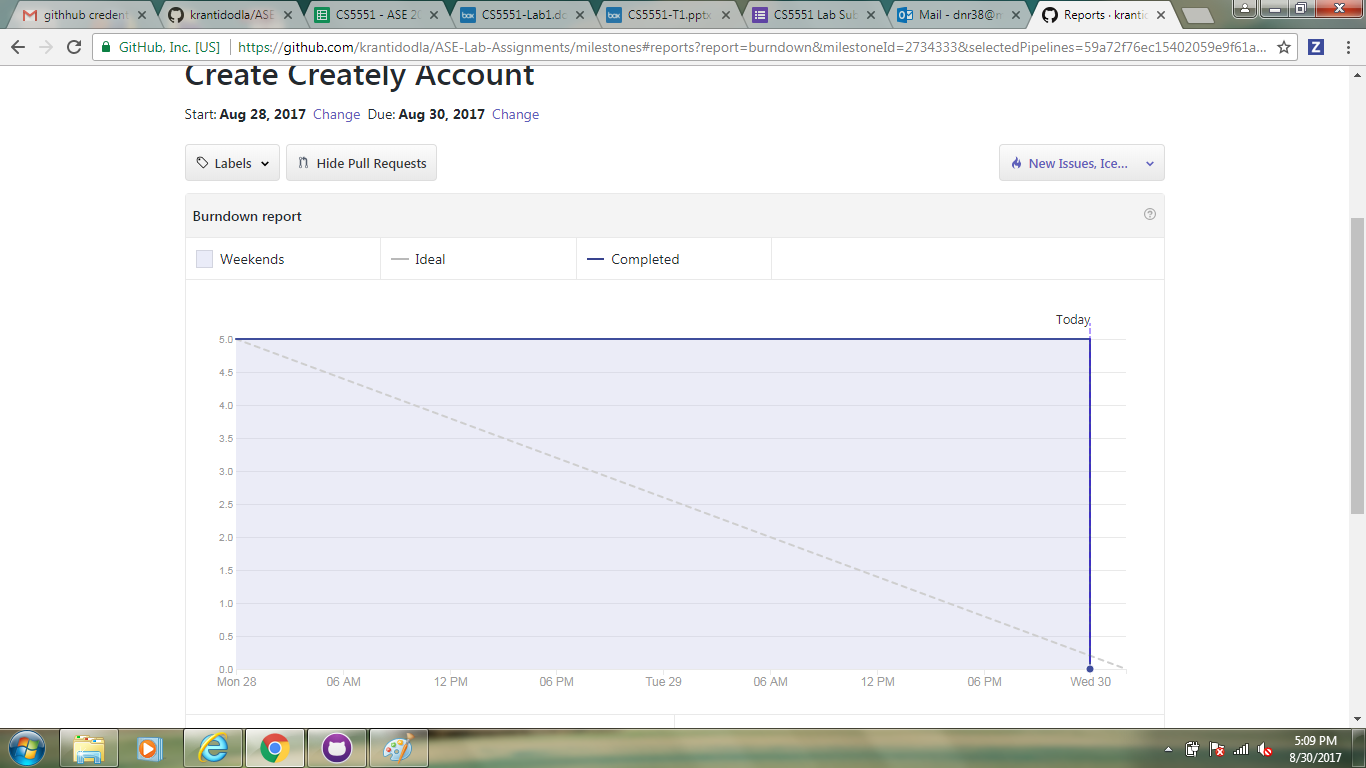 githhub credent
krantidodla/ASE
CS5551 - ASE 20
CS5551-Lab1.do
CS5551-T1.pptx
CS5551 Lab Sub
Mail - dnr38@m
Reports · krantid
GitHub, Inc. [US]
https://github.com/krantidodla/ASE-Lab-Assignments/milestones#reports?report=burndown&milestoneId=2734333&selectedPipelines=59a72f76ec15402059e9f61a...
Z
Create Creately Account
Start: Aug 28, 2017 Change Due: Aug 30, 2017 Change
Labels
Hide Pull Requests
New Issues, Ice...
Burndown report
Weekends
Ideal
Completed
Today
5.0
4.5
4.0
3.5
3.0
2.5
2.0
1.5
1.0
0.5
0.0
Mon 28
06 AM
12 PM
06 PM
Tue 29
06 AM
12 PM
06 PM
Wed 30
5:09 PM
8/30/2017